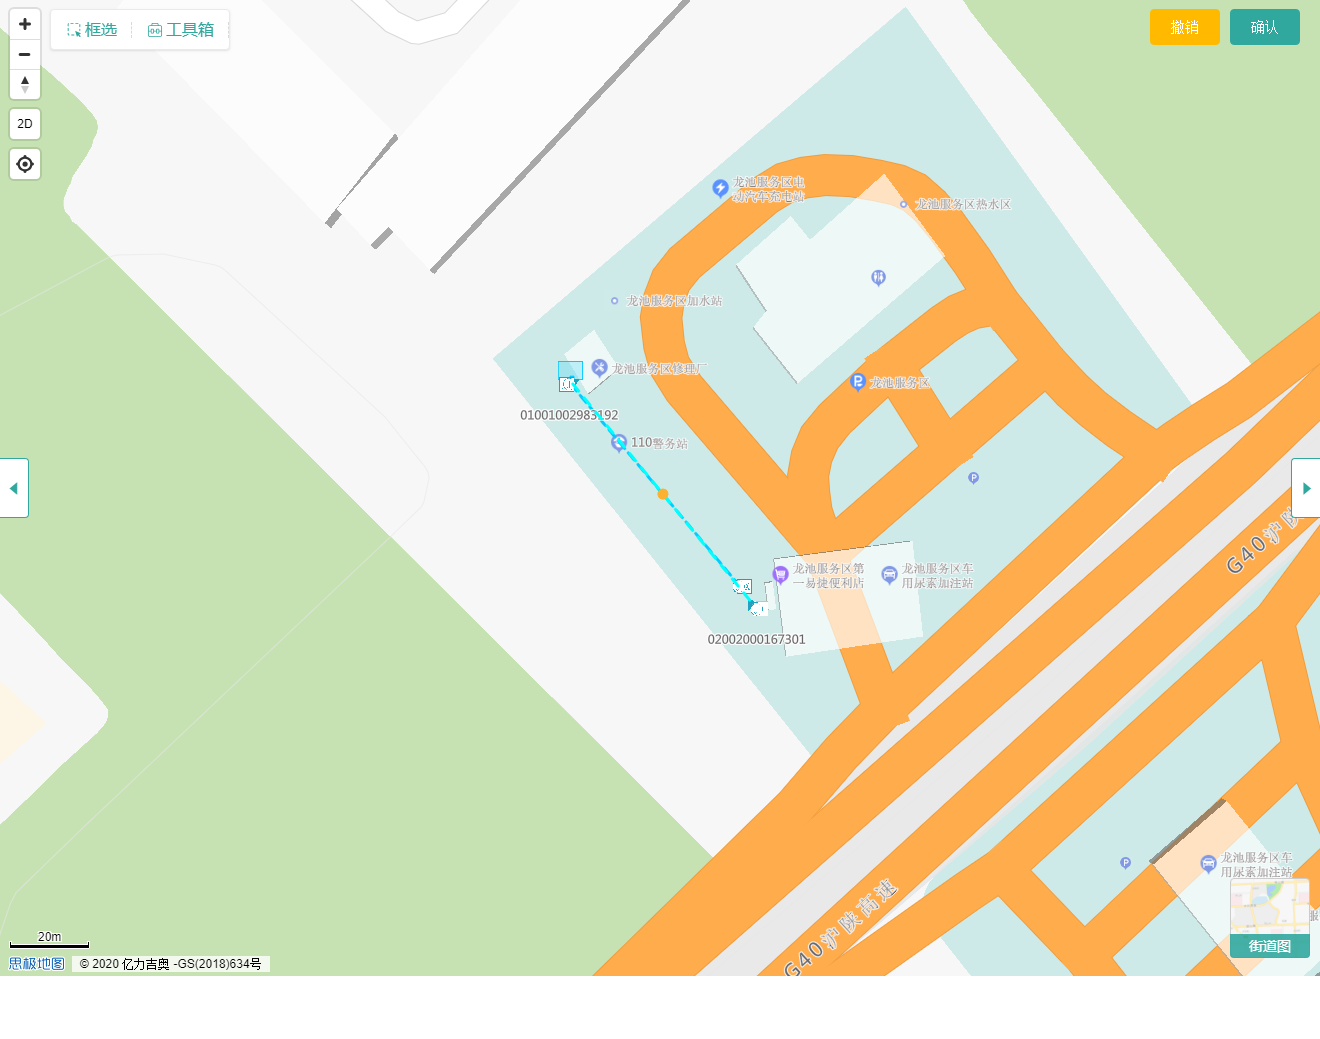 框选
工具箱
撤销
确认
2D
龙池服务区电
动汽车充电站
龙池服务区热水区
龙池服务区加水站
龙池服务区修理厂
龙池服务区
01001002983192
110警务站
G40沪陕
龙池服务区第
一易捷便利店
龙池服务区车
用尿素加注站
02002000167301
龙池服务区车
用尿素加注站
G40沪陕高速
街道图
20m
思极地图
© 2020 亿力吉奥 -GS(2018)634号